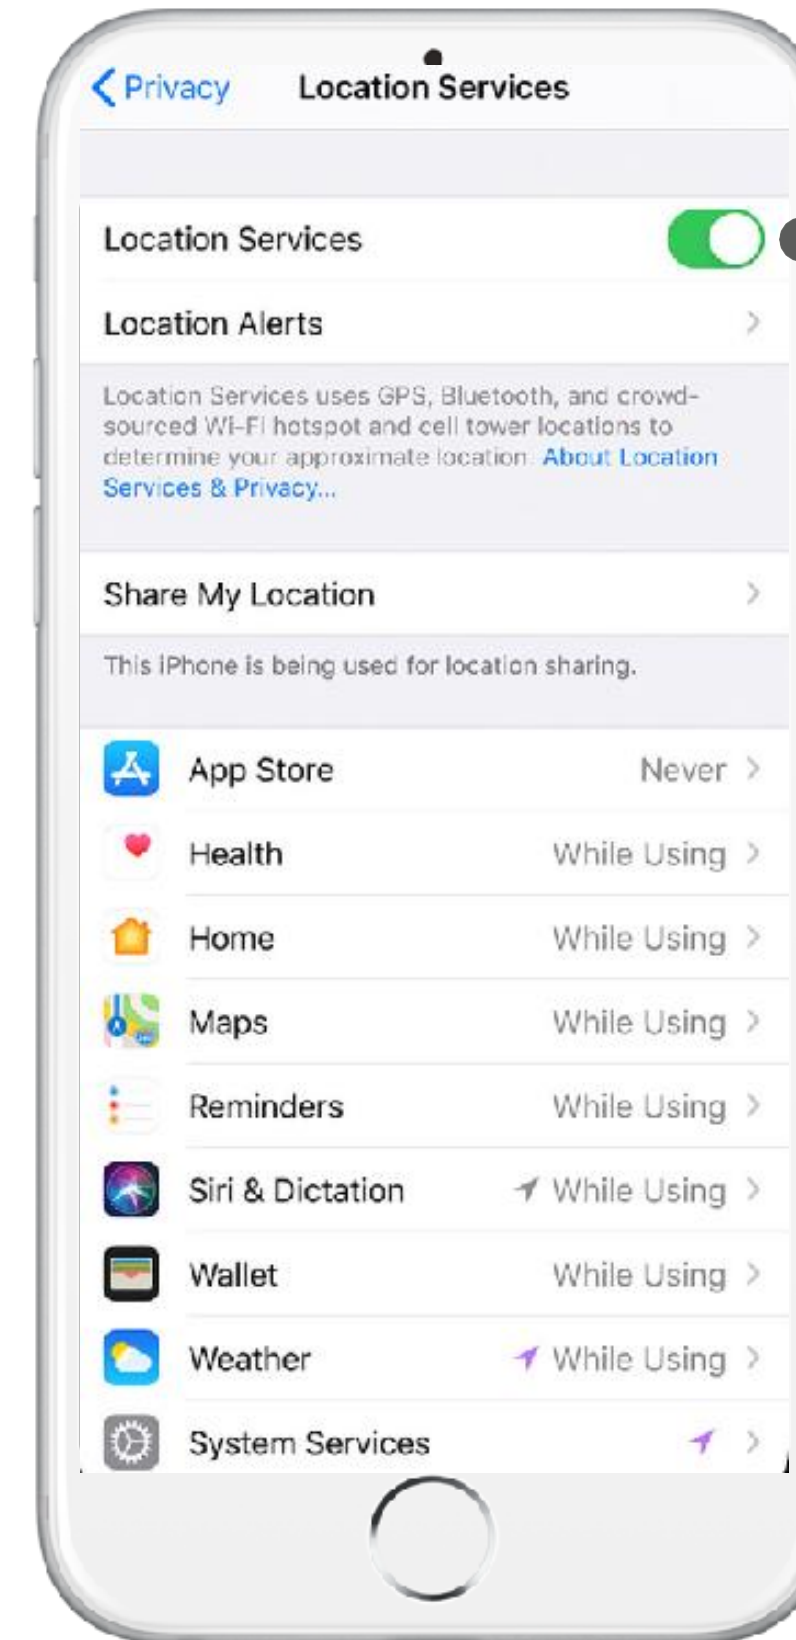 Privacy
Location Services
Location Services
Location Alerts
Location Services uses GPS, Bluetooth, and crowd-
sourced Wi-Fi hotspot and cell tower locations to
determine your approximate location. About Location
Services & Privacy...
Share My Location
This iPhone is being used for location sharing.
App Store Never
Health While Using
Home While Using
Maps While Using
Reminders While Using
Siri & Dictation While Using
Wallet While Using
Weather While Using
System Services